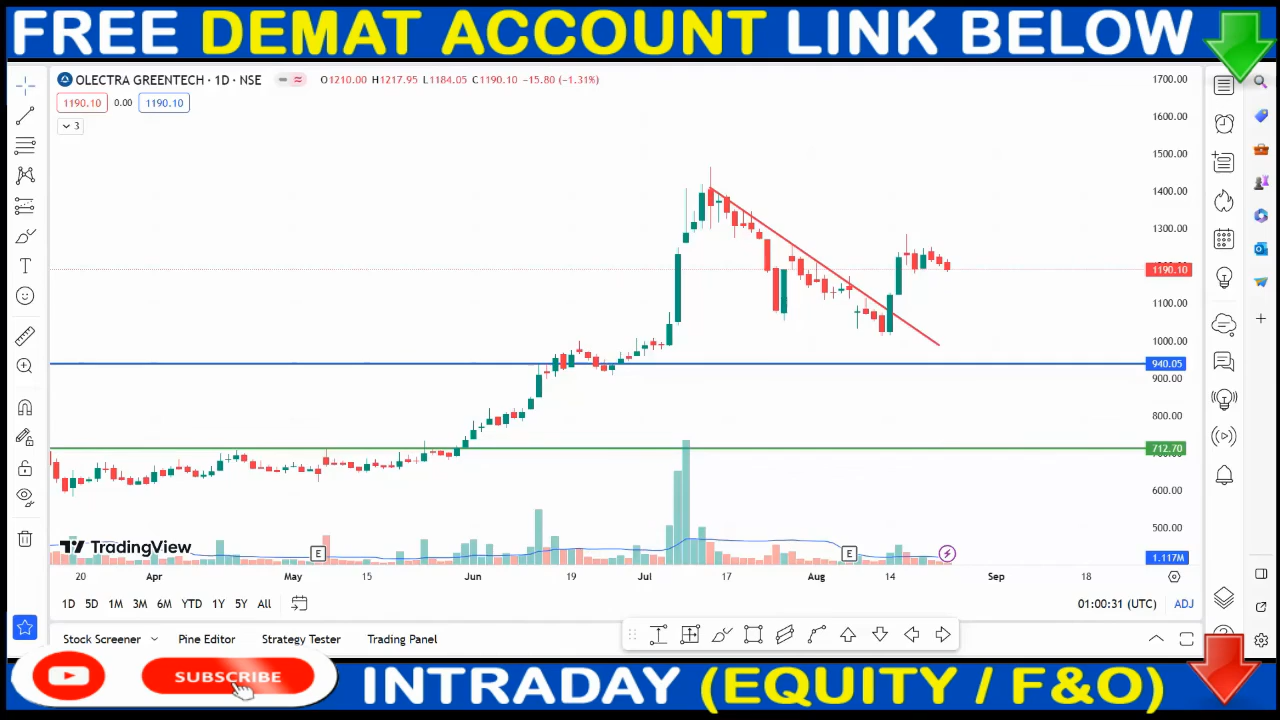 FREE DEMAT ACCOUNT LINK BELOW
OLECTRA GREENTECH · 1D · NSE O1210.00 H1217.95 L1184.05 C1190.10 −15.80 (−1.31%)
1190.10 0.00 1190.10
3
1700.00
1600.00
1500.00
1400.00
1300.00
1190.10
1100.00
1000.00
940.05
900.00
800.00
712.70
600.00
500.00
TradingView
E
E
1.117M
20 Apr May 15 Jun 19 Jul 17 Aug 14 Sep 18
1D 5D 1M 3M 6M YTD 1Y 5Y All 01:00:31 (UTC) ADJ
Stock Screener Pine Editor Strategy Tester Trading Panel
SUBSCRIBE
INTRADAY (EQUITY / F&O)